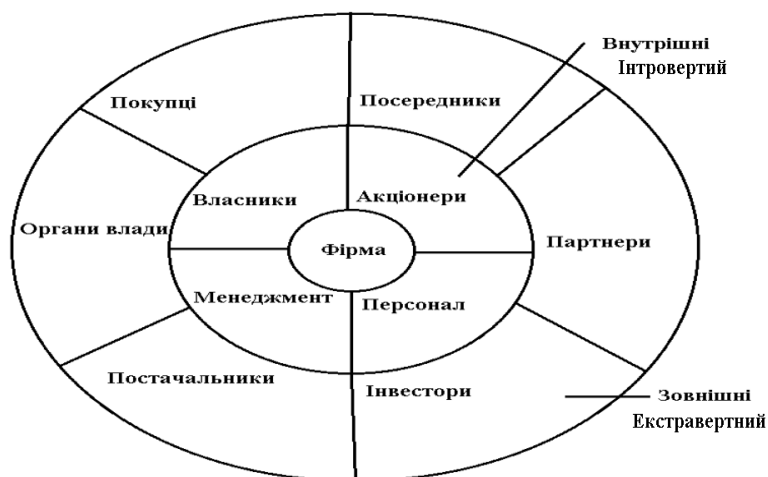 Внутрішні
Інтровертий
Покупці
Посередники
Власники
Акціонери
Органи влади
Фірма
Партнери
Менеджмент
Персонал
Постачальники
Інвестори
Зовнішні
Екстравертний